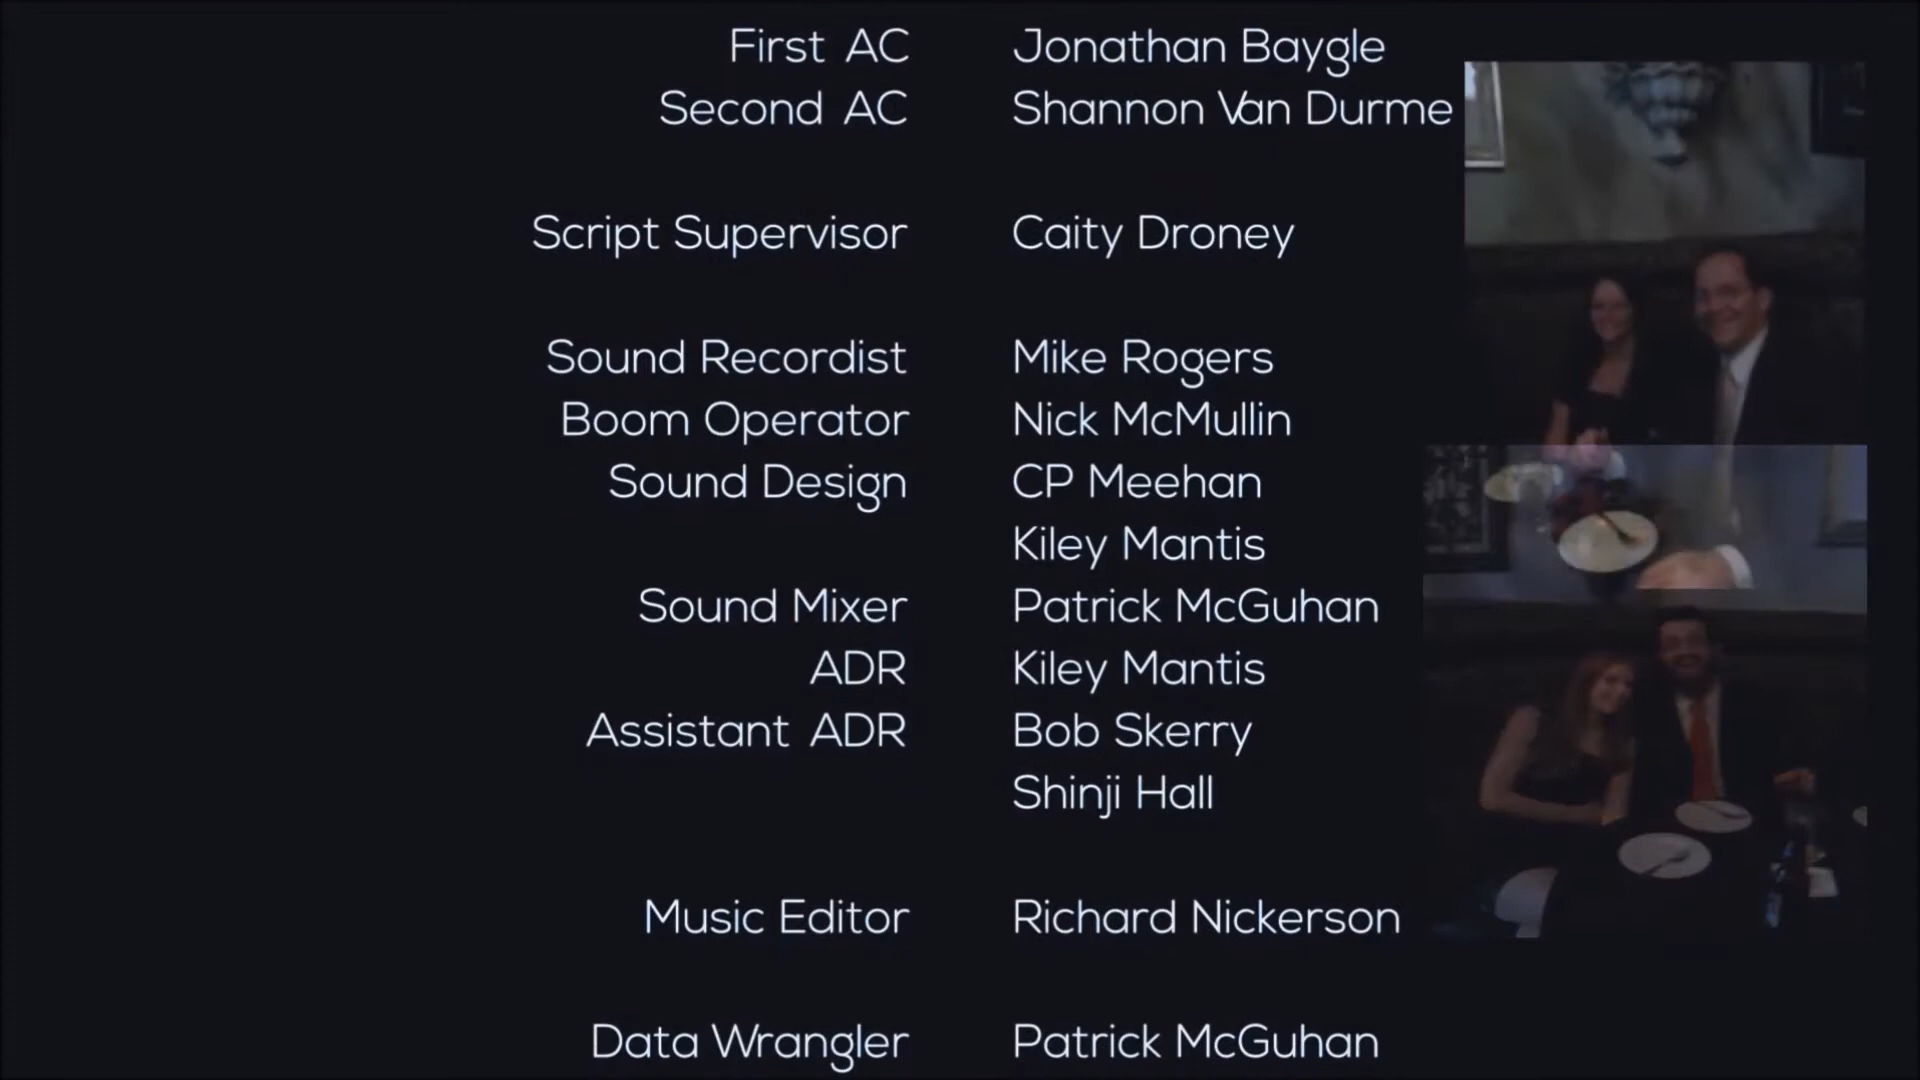 First AC Jonathan Baygle
Second AC Shannon Van Durme
Script Supervisor Caity Droney
Sound Recordist Mike Rogers
Boom Operator Nick McMullin
Sound Design CP Meehan
Kiley Mantis
Sound Mixer Patrick McGuhan
ADR Kiley Mantis
Assistant ADR Bob Skerry
Shinji Hall
Music Editor Richard Nickerson
Data Wrangler Patrick McGuhan